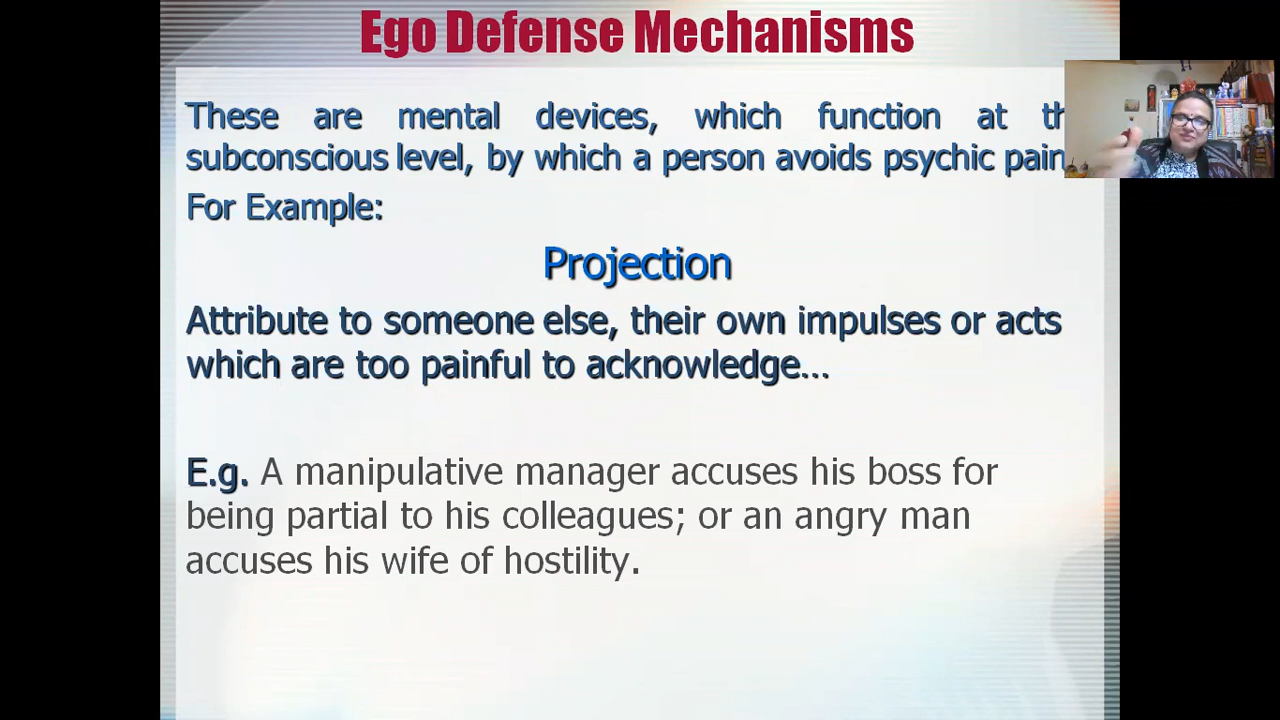 Ego Defense Mechanisms
These are mental devices, which function at th
subconscious level, by which a person avoids psychic pain
For Example:
Projection
Attribute to someone else, their own impulses or acts
which are too painful to acknowledge...
E.g. A manipulative manager accuses his boss for
being partial to his colleagues; or an angry man
accuses his wife of hostility.